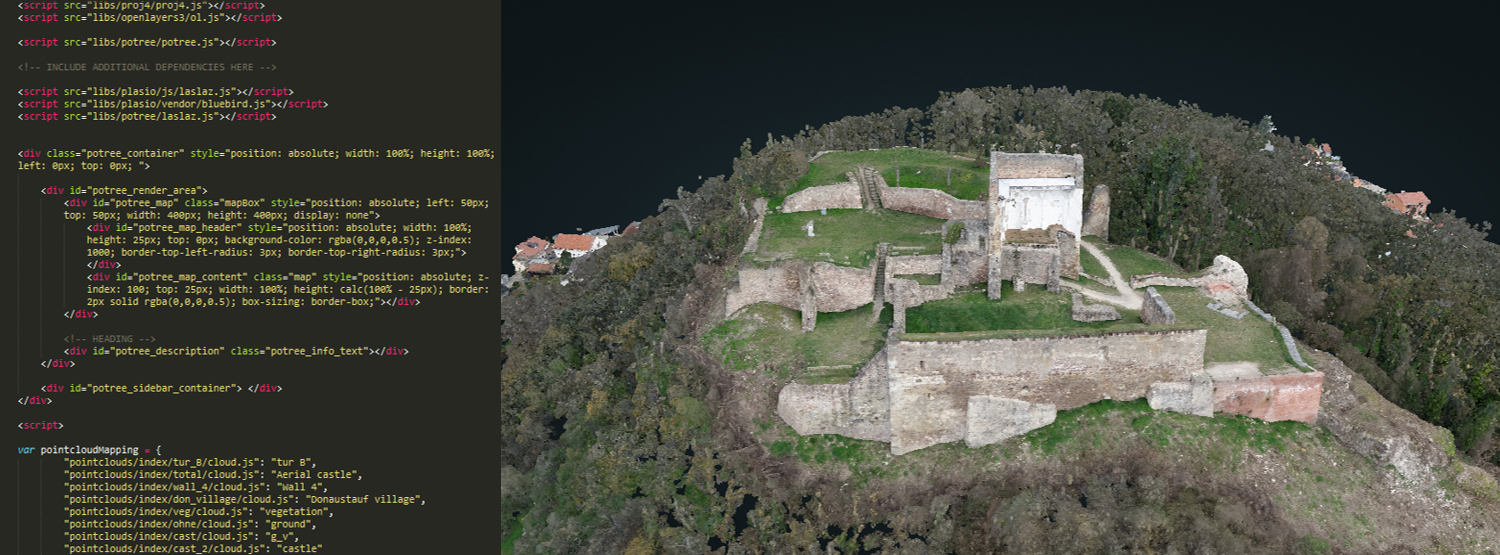 <script src="libs/proj4/proj4.js"></script>
<script src="libs/openlayers3/ol.js"></script>
<script src="libs/potree/potree.js"></script>
<!-- INCLUDE ADDITIONAL DEPENDENCIES HERE -->
<script src="libs/plasio/js/laslaz.js"></script>
<script src="libs/plasio/vendor/bluebird.js"></script>
<script src="libs/potree/laslaz.js"></script>
<div class="potree_container" style="position: absolute; width: 100%; height: 100%;
left: 0px; top: 0px; ">
<div id="potree_render_area">
<div id="potree_map" class="mapBox" style="position: absolute; left: 50px;
top: 50px; width: 400px; height: 400px; display: none">
<div id="potree_map_header" style="position: absolute; width: 100%;
height: 25px; top: 0px; background-color: rgba(0,0,0,0.5); z-index:
1000; border-top-left-radius: 3px; border-top-right-radius: 3px;">
</div>
<div id="potree_map_content" class="map" style="position: absolute; z-
index: 100; top: 25px; width: 100%; height: calc(100% - 25px); border:
2px solid rgba(0,0,0,0.5); box-sizing: border-box;"></div>
</div>
<!-- HEADING -->
<div id="potree_description" class="potree_info_text"></div>
</div>
<div id="potree_sidebar_container"> </div>
</div>
<script>
var pointcloudMapping = {
"pointclouds/index/tur_B/cloud.js": "tur B",
"pointclouds/index/total/cloud.js": "Aerial castle",
"pointclouds/index/wall_4/cloud.js": "Wall 4",
"pointclouds/index/don_village/cloud.js": "Donaustauf village",
"pointclouds/index/veg/cloud.js": "vegetation",
"pointclouds/index/ohne/cloud.js": "ground",
"pointclouds/index/cast/cloud.js": "g_v",
"pointclouds/index/cast_2/cloud.js": "castle"